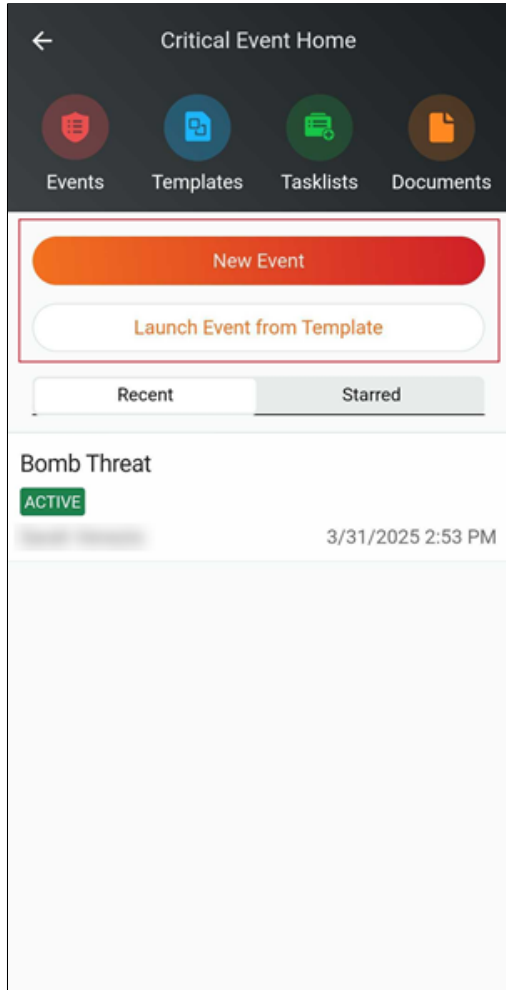 Critical Event Home
Events Templates Tasklists Documents
New Event
Launch Event from Template
Recent Starred
Bomb Threat
ACTIVE
3/31/2025 2:53 PM